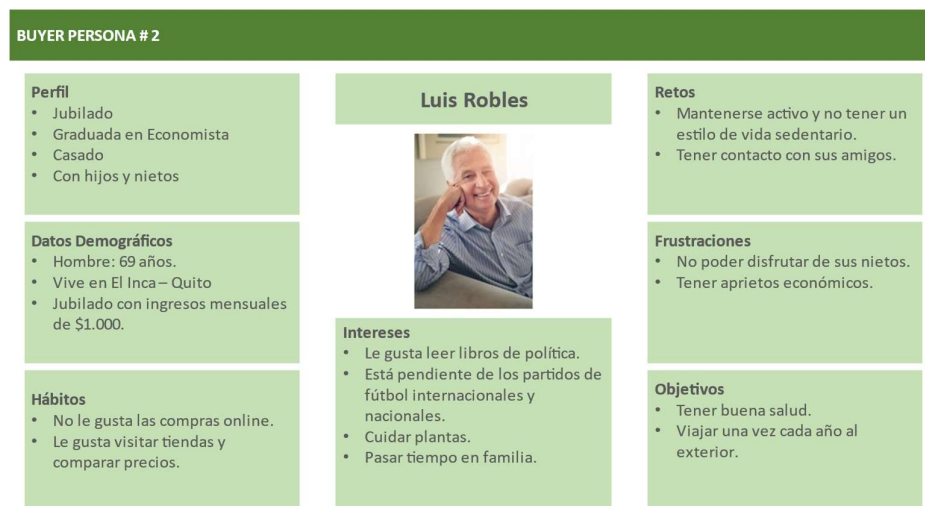 BUYER PERSONA # 2
Perfil
• Jubilado
• Graduada en Economista
• Casado
• Con hijos y nietos
Datos Demográficos
• Hombre: 69 años.
• Vive en El Inca – Quito
• Jubilado con ingresos mensuales
de $1.000.
Hábitos
• No le gusta las compras online.
• Le gusta visitar tiendas y
comparar precios.
Luis Robles
Intereses
• Le gusta leer libros de política.
• Está pendiente de los partidos de
fútbol internacionales y
nacionales.
• Cuidar plantas.
• Pasar tiempo en familia.
Retos
• Mantenerse activo y no tener un
estilo de vida sedentario.
• Tener contacto con sus amigos.
Frustraciones
• No poder disfrutar de sus nietos.
• Tener aprietos económicos.
Objetivos
• Tener buena salud.
• Viajar una vez cada año al
exterior.